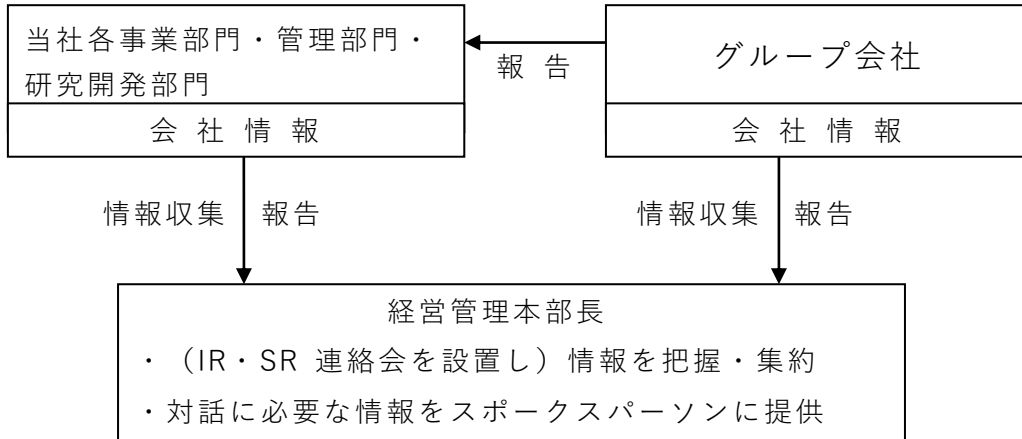 当社各事業部門・管理部門・
研究開発部門
会社情報
報告
グループ会社
会社情報
情報収集 報告
情報収集 報告
経営管理本部長
・（IR・SR 連絡会を設置し）情報を把握・集約
・対話に必要な情報をスポークスパーソンに提供